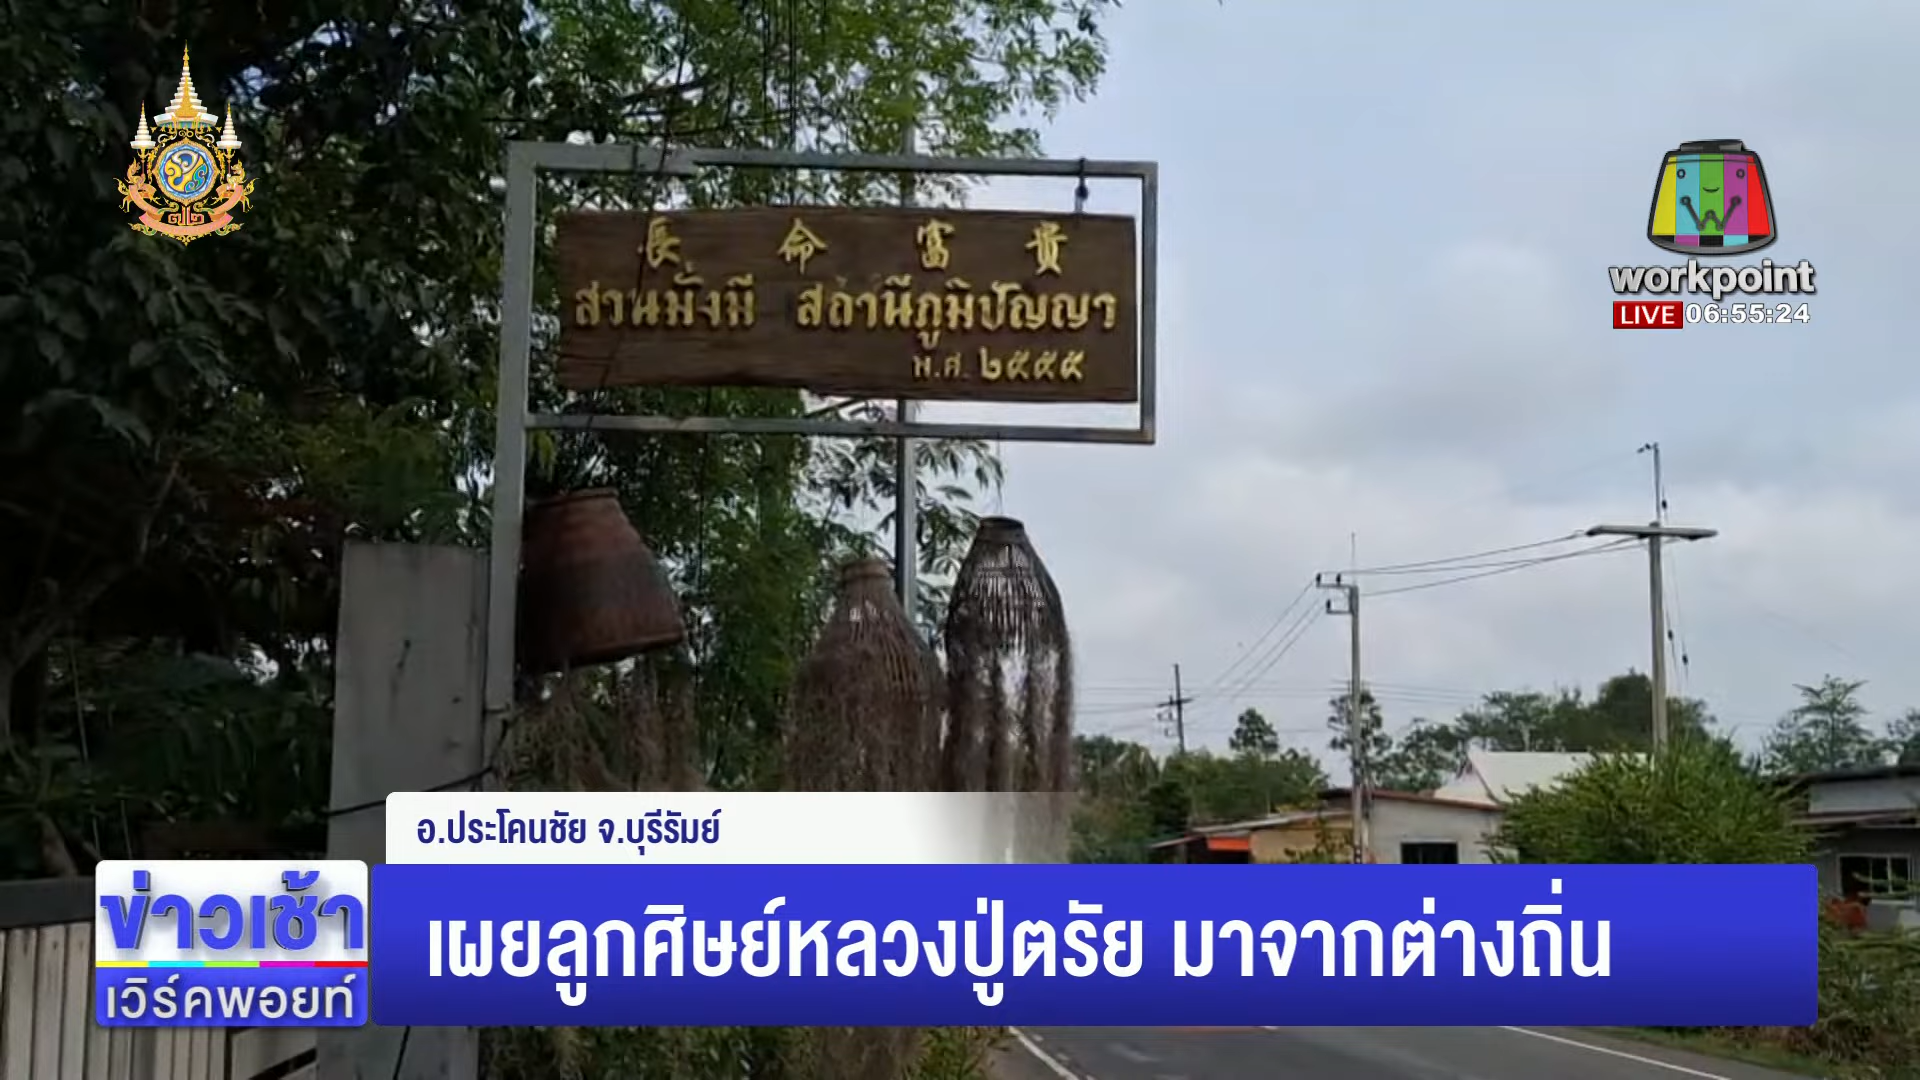 長 命 富 貴
สานมั่งมี สถานีภูมิปัญญา
พ.ศ. ๒๕๕๕
workpoint
LIVE 06:55:24
อ.ประโคนชัย จ.บุรีรัมย์
ข่าวเช้า
เวิร์คพอยท์
เผยลูกศิษย์หลวงปู่ตรัย มาจากต่างถิ่น